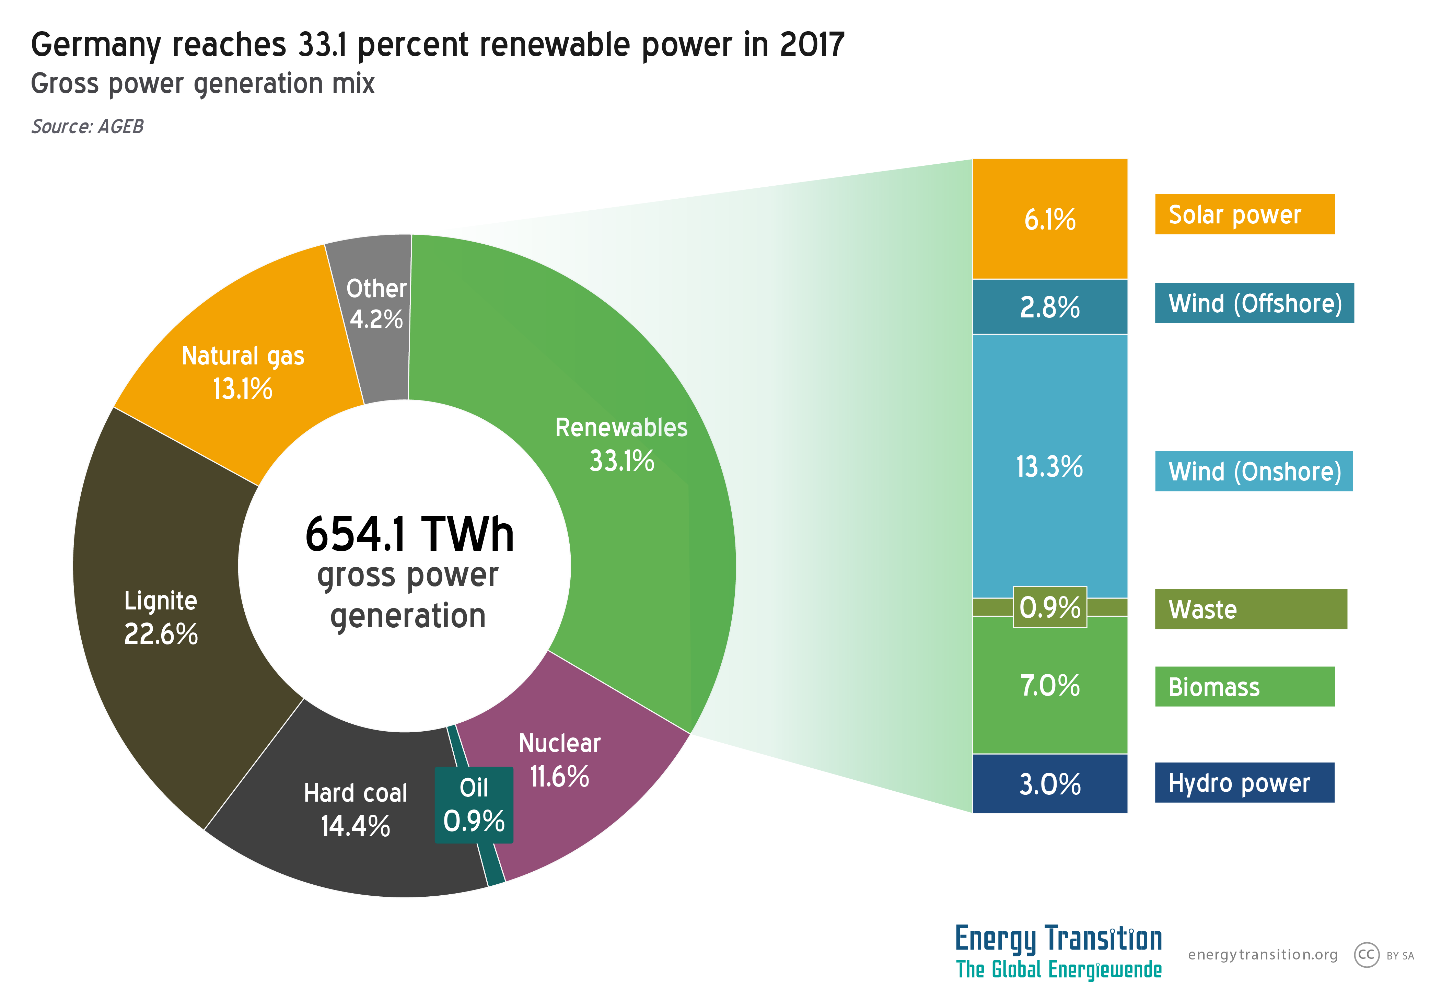 Germany reaches 33.1 percent renewable power in 2017
Gross power generation mix
Source: AGEB
Other
4.2%
Natural gas
13.1%
Renewables
33.1%
654.1 TWh
gross power
generation
Lignite
22.6%
Nuclear
11.6%
Oil
0.9%
Hard coal
14.4%
6.1%
Solar power
2.8%
Wind (Offshore)
13.3%
Wind (Onshore)
0.9%
Waste
7.0%
Biomass
3.0%
Hydro power
Energy Transition
The Global Energiewende
energytransition.org
cc BY SA